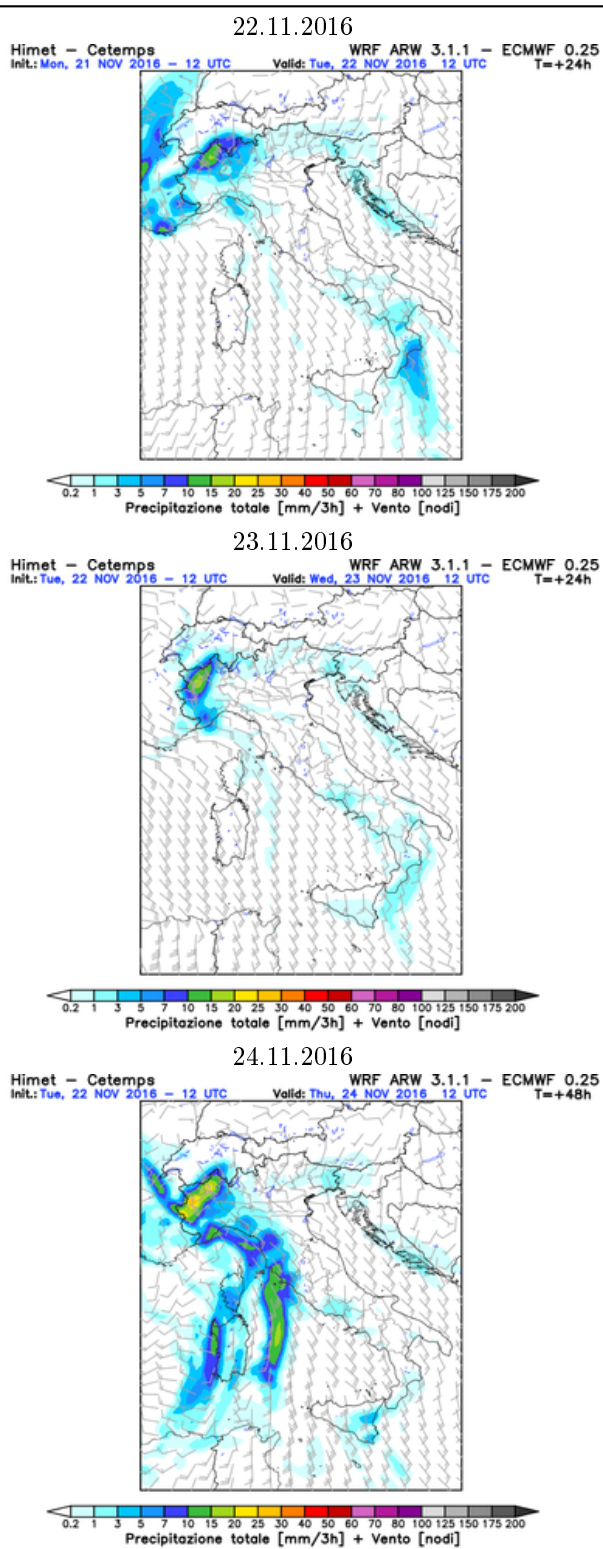 22.11.2016
Himet – Cetemps WRF ARW 3.1.1 – ECMWF 0.25
Init.: Mon, 21 NOV 2016 – 12 UTC Valid: Tue, 22 NOV 2016 12 UTC T=+24h
0.2 1 3 5 7 10 15 20 25 30 40 50 60 70 80 100 125 150 175 200
Precipitazione totale [mm/3h] + Vento [nodi]
23.11.2016
Himet – Cetemps WRF ARW 3.1.1 – ECMWF 0.25
Init.: Tue, 22 NOV 2016 – 12 UTC Valid: Wed, 23 NOV 2016 12 UTC T=+24h
0.2 1 3 5 7 10 15 20 25 30 40 50 60 70 80 100 125 150 175 200
Precipitazione totale [mm/3h] + Vento [nodi]
24.11.2016
Himet – Cetemps WRF ARW 3.1.1 – ECMWF 0.25
Init.: Tue, 22 NOV 2016 – 12 UTC Valid: Thu, 24 NOV 2016 12 UTC T=+48h
0.2 1 3 5 7 10 15 20 25 30 40 50 60 70 80 100 125 150 175 200
Precipitazione totale [mm/3h] + Vento [nodi]